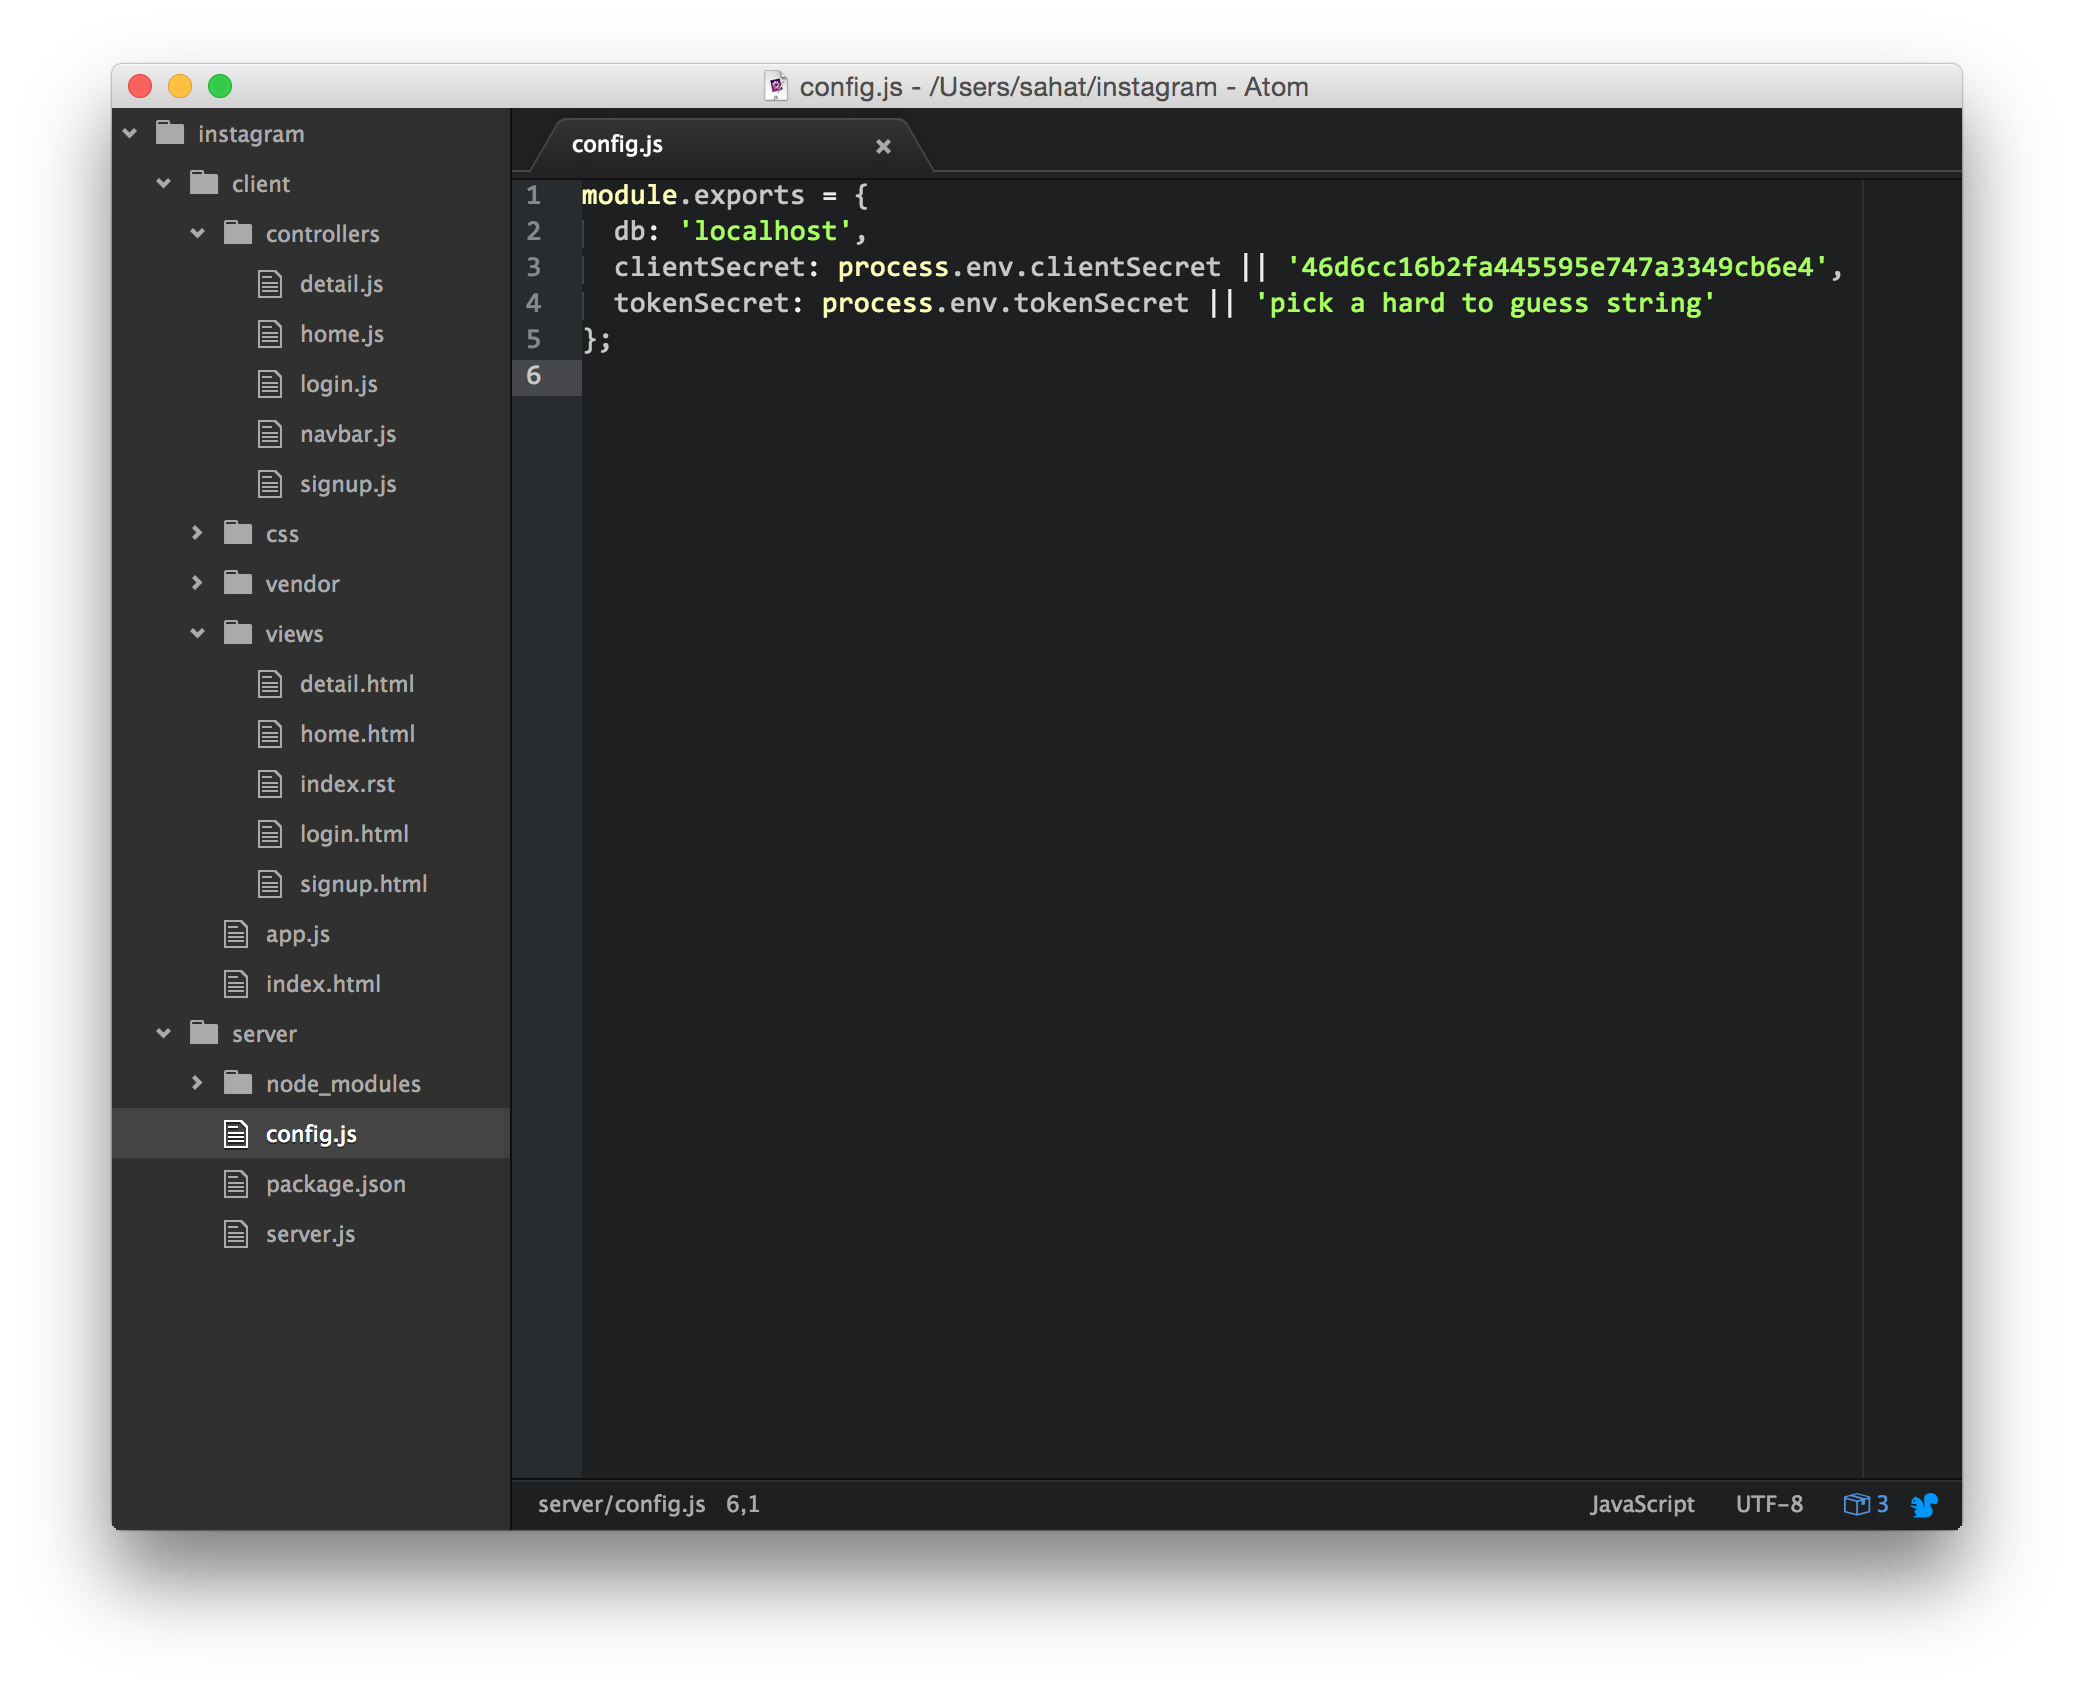 config.js - /Users/sahat/instagram - Atom
instagram
client
controllers
detail.js
home.js
login.js
navbar.js
signup.js
css
vendor
views
detail.html
home.html
index.rst
login.html
signup.html
app.js
index.html
server
node_modules
config.js
package.json
server.js
config.js
1 module.exports = {
2 db: 'localhost',
3 clientSecret: process.env.clientSecret || '46d6cc16b2fa445595e747a3349cb6e4',
4 tokenSecret: process.env.tokenSecret || 'pick a hard to guess string'
5 };
6
server/config.js 6,1 JavaScript UTF-8 3